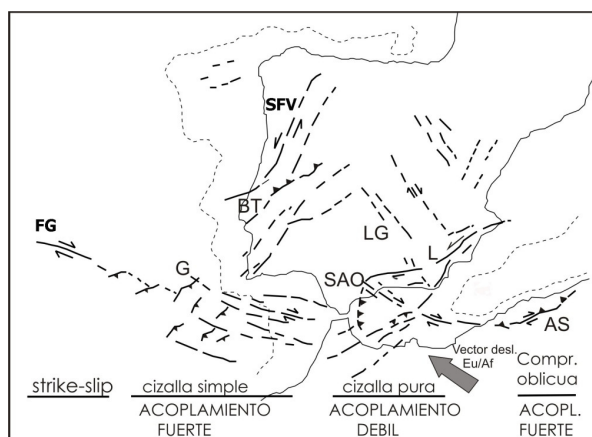 SFV
BT
FG
LG
G
L
SAO
AS
Vector desl.
Eu/Af
Compr.
oblicua
strike-slip
cizalla simple
cizalla pura
ACOPLAMIENTO
FUERTE
ACOPLAMIENTO
DEBIL
ACOPL.
FUERTE